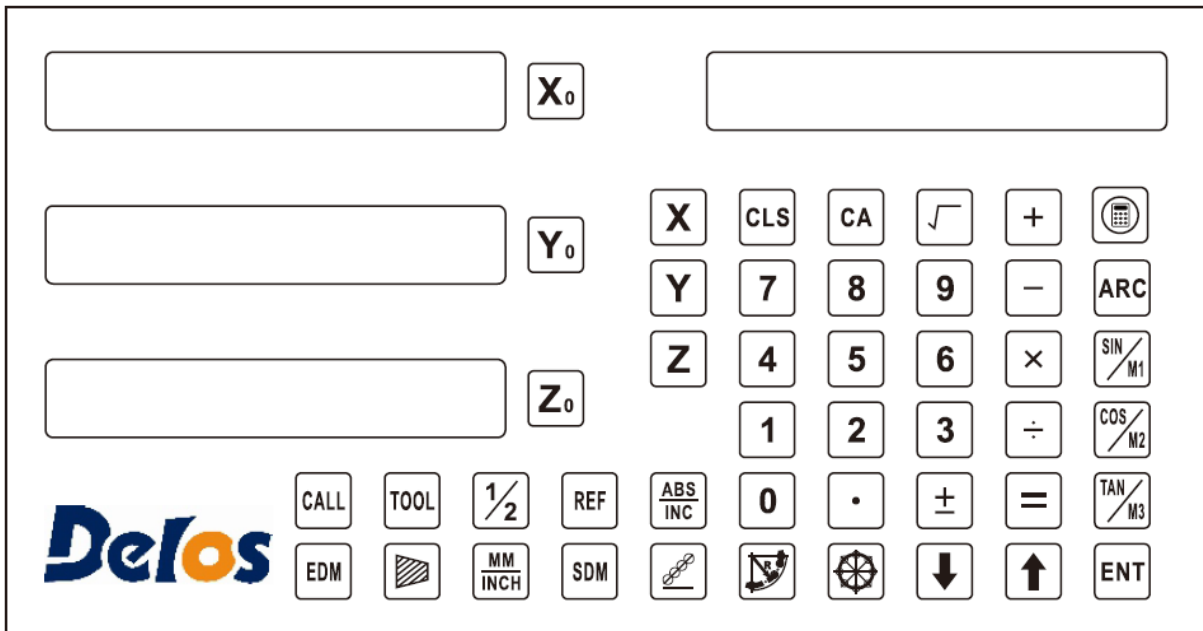 X0
Y0
Z0
X CLS CA √ +
Y 7 8 9 −
Z 4 5 6 × SIN/M1
ARC
1 2 3 ÷ COS/M2
CALL TOOL 1/2 REF ABS/INC 0 . ± = TAN/M3
Delos
EDM MM/INCH SDM R ENT